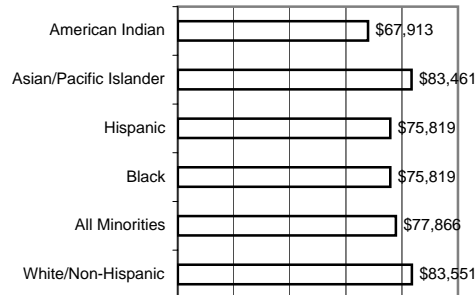 American Indian $67,913
Asian/Pacific Islander $83,461
Hispanic $75,819
Black $75,819
All Minorities $77,866
White/Non-Hispanic $83,551